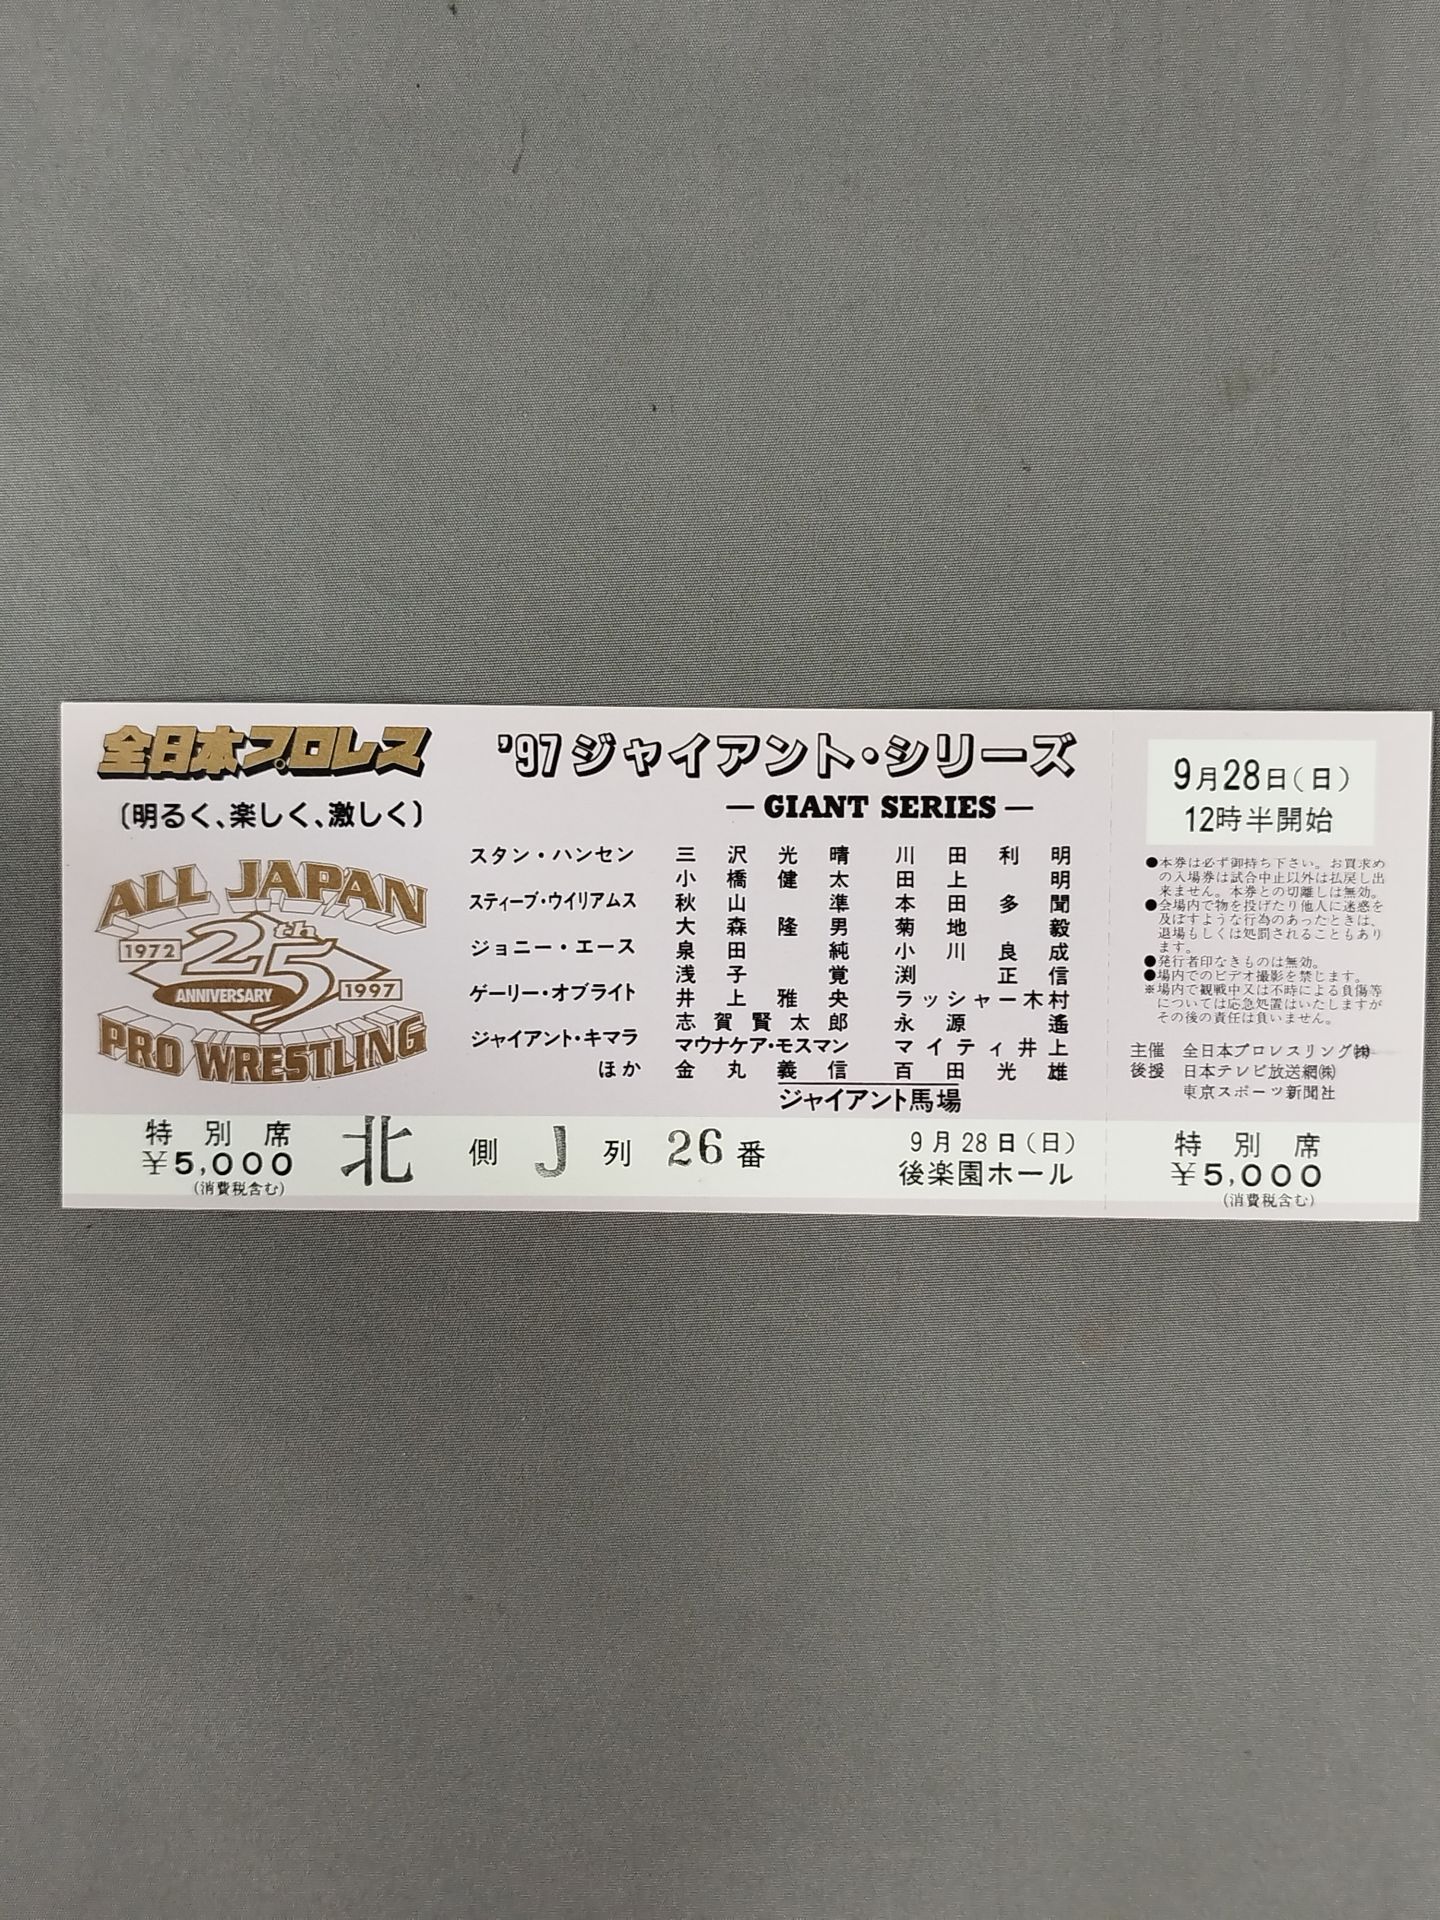 全日本プロレス
〔明るく、楽しく、激しく〕
ALL JAPAN
25th
1972
ANNIVERSARY
1997
PRO WRESTLING
'97ジャイアント・シリーズ
— GIANT SERIES —
スタン・ハンセン
スティーブ・ウイリアムス
ジョニー・エース
ゲーリー・オブライト
ジャイアント・キマラ
ほか
三沢光晴 川田利明
小橋健太 田上明
秋山準 本田多聞
大森隆男 菊地毅
泉田純 小川良成
浅子覚 渕正信
井上雅央 ラッシャー木村
志賀賢太郎 永源遙
マウナケア・モスマン マイティ井上
金丸義信 百田光雄
ジャイアント馬場
特別席
¥5,000
(消費税含む)
北側 J列 26番
9月28日(日)
後楽園ホール
9月28日(日)
12時半開始
●本券は必ず御持ち下さい。お買求め
の入場券は試合中止以外は払戻し出
来ません。本券との切離しは無効。
●会場内で物を投げたり他人に迷惑を
及ぼすような行為のあったときは、
退場もしくは処罰されることもあり
ます。
●発行者印なきものは無効。
●場内でのビデオ撮影を禁じます。
※場内で観戦中又は不時による負傷等
については応急処置はいたしますが
その後の責任は負いません。
主催 全日本プロレスリング㈱
後援 日本テレビ放送網㈱
東京スポーツ新聞社
特別席
¥5,000
(消費税含む)